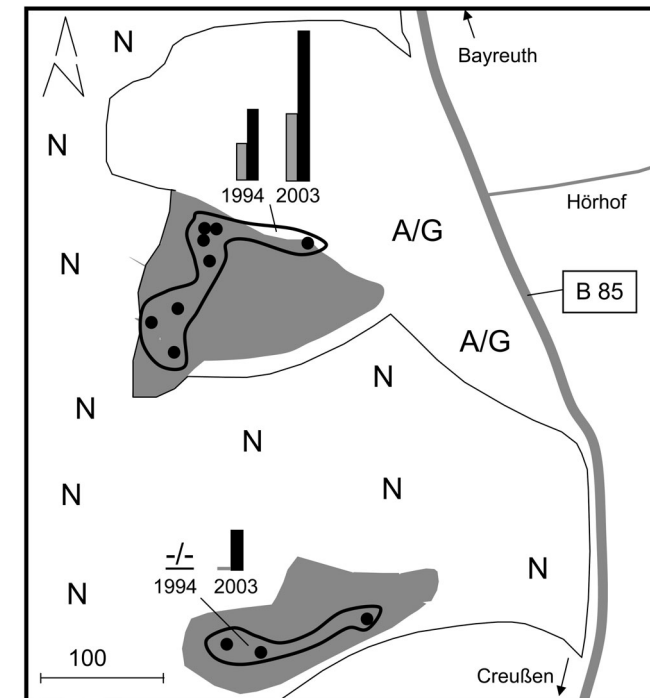 N
Bayreuth
N
1994 2003
Hörhof
A/G
N
B 85
A/G
N
N
N
N
N
-/-
N
1994 2003
N
100
Creußen